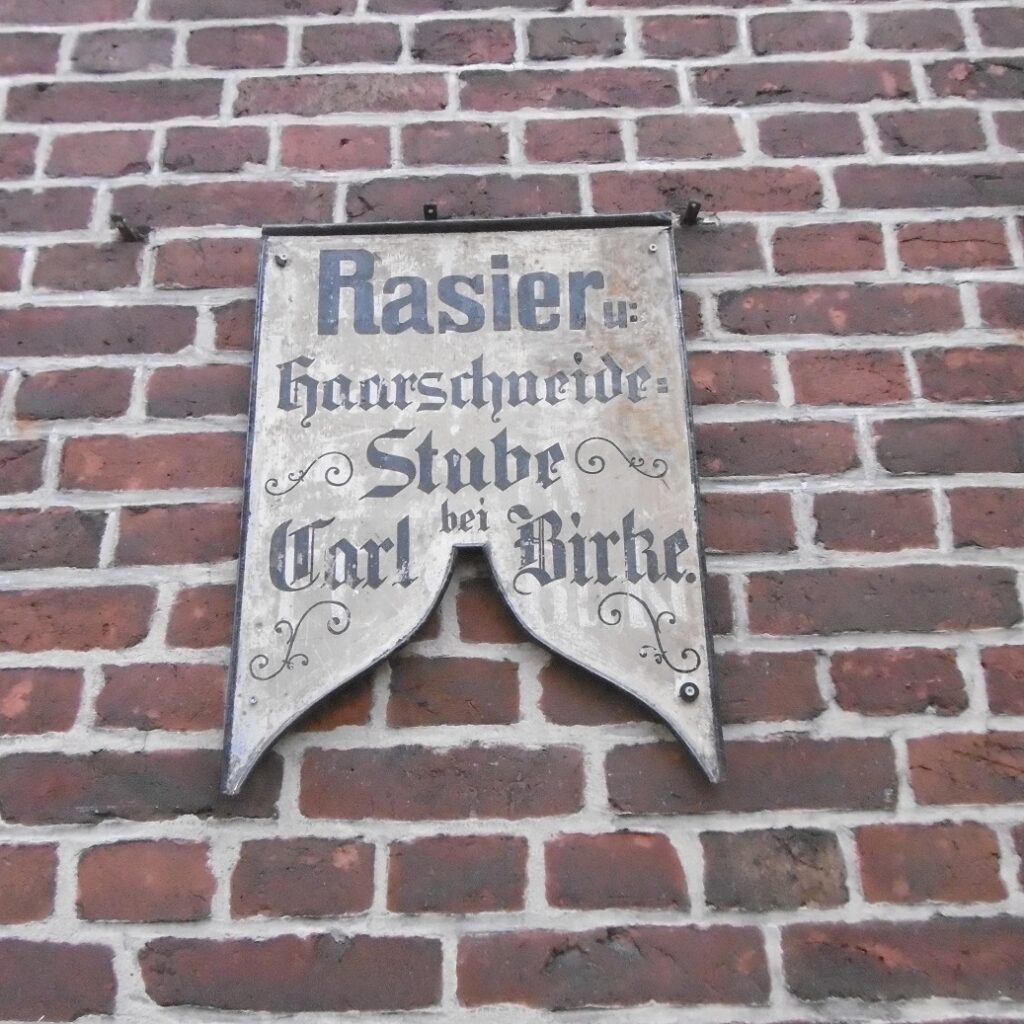 Rasier u:
Haarschneide=
Stube
bei
Carl Birke.